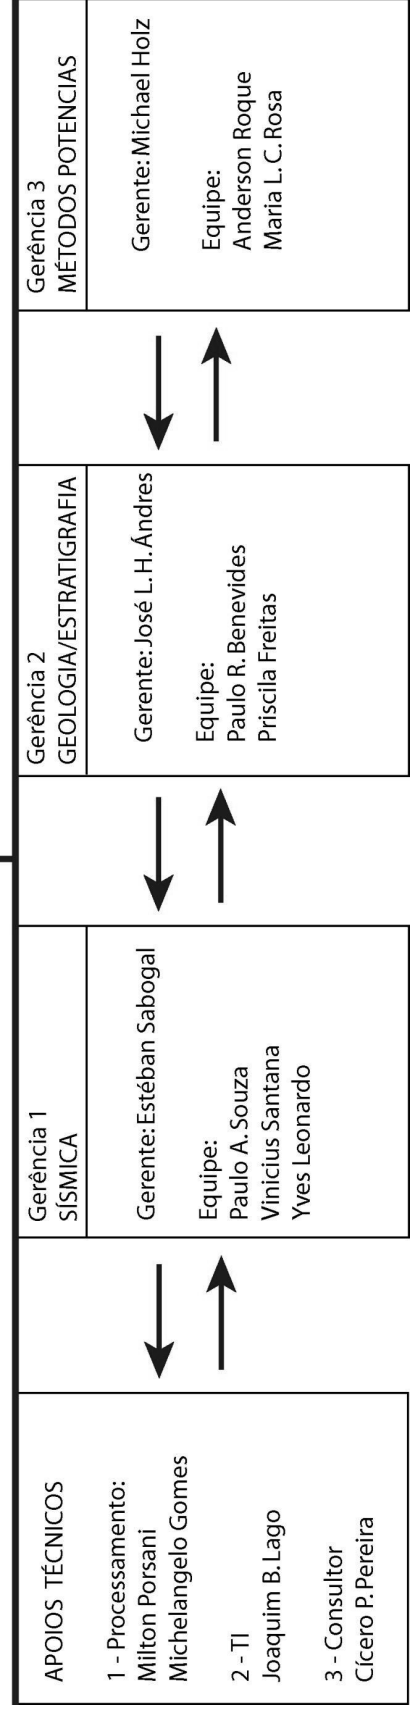 APOIOS TÉCNICOS
1 - Processamento:
Milton Porsani
Michelangelo Gomes
2 - TI
Joaquim B. Lago
3 - Consultor
Cícero P. Pereira
Gerência 1
SÍSMICA
Gerente: Estéban Sabogal
Equipe:
Paulo A. Souza
Vinicius Santana
Yves Leonardo
Gerência 2
GEOLOGIA/ESTRATIGRAFIA
Gerente: José L. H. Ándres
Equipe:
Paulo R. Benevides
Priscila Freitas
Gerência 3
MÉTODOS POTENCIAS
Gerente: Michael Holz
Equipe:
Anderson Roque
Maria L. C. Rosa